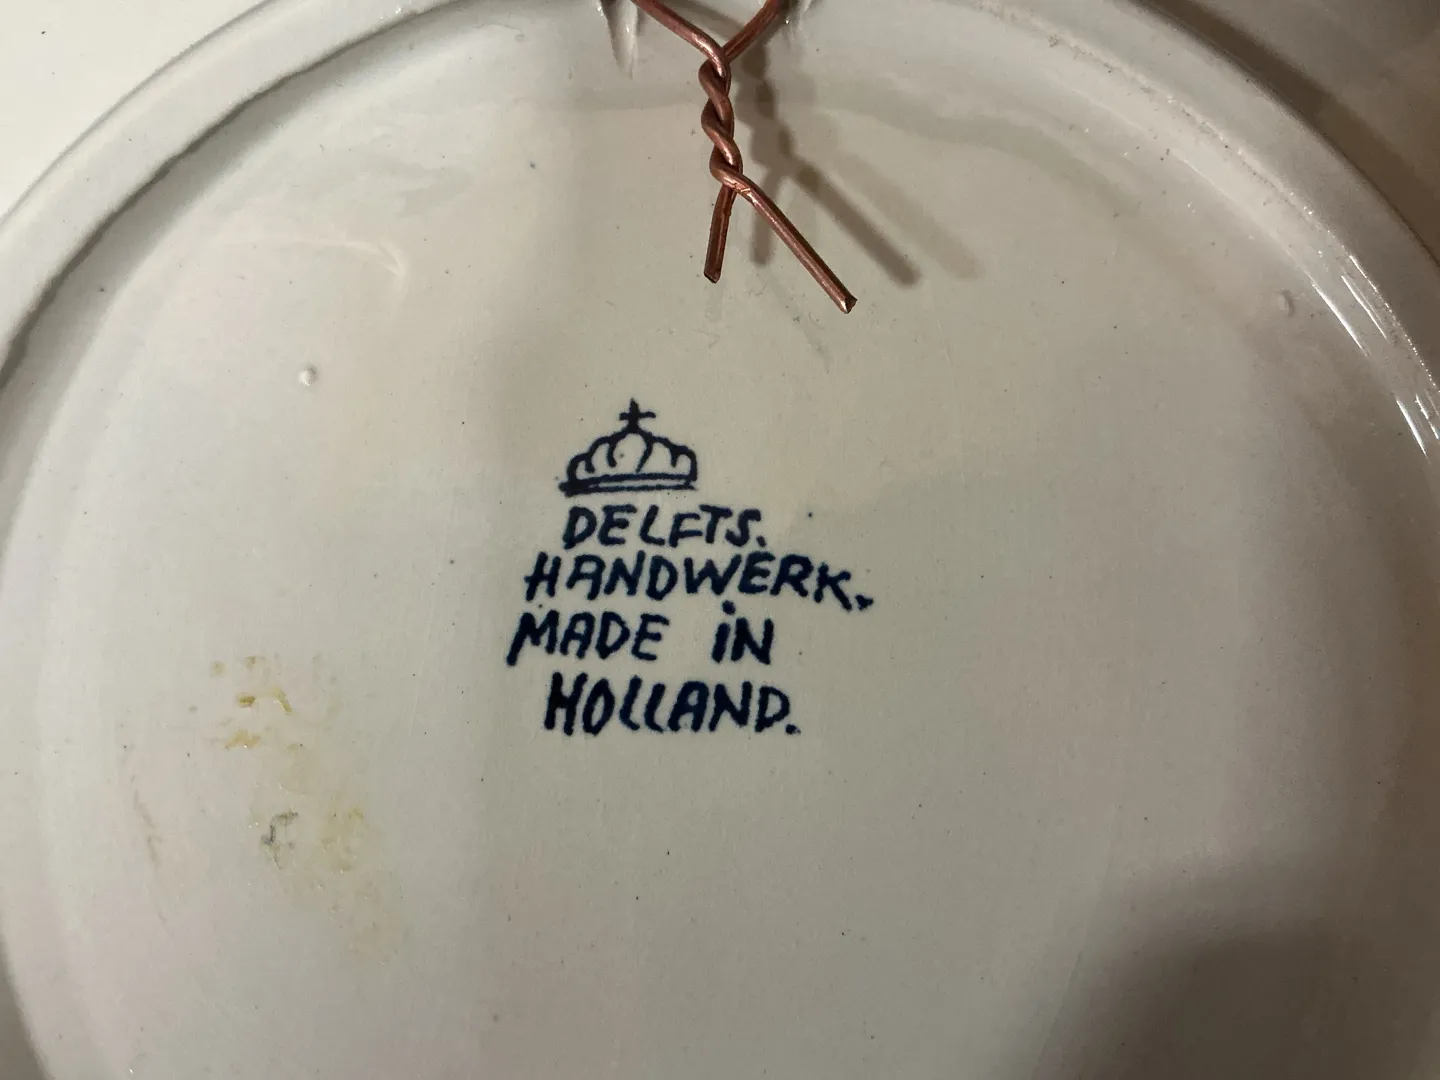 DELFTS.
HANDWERK.
MADE iN
HOLLAND.